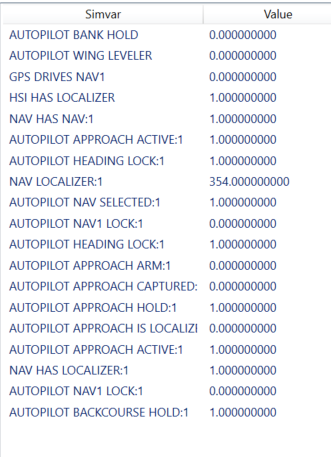 Simvar Value
AUTOPILOT BANK HOLD 0.000000000
AUTOPILOT WING LEVELER 0.000000000
GPS DRIVES NAV1 0.000000000
HSI HAS LOCALIZER 1.000000000
NAV HAS NAV:1 1.000000000
AUTOPILOT APPROACH ACTIVE:1 1.000000000
AUTOPILOT HEADING LOCK:1 1.000000000
NAV LOCALIZER:1 354.000000000
AUTOPILOT NAV SELECTED:1 1.000000000
AUTOPILOT NAV1 LOCK:1 0.000000000
AUTOPILOT HEADING LOCK:1 1.000000000
AUTOPILOT APPROACH ARM:1 0.000000000
AUTOPILOT APPROACH CAPTURED: 0.000000000
AUTOPILOT APPROACH HOLD:1 1.000000000
AUTOPILOT APPROACH IS LOCALIZE 0.000000000
AUTOPILOT APPROACH ACTIVE:1 1.000000000
NAV HAS LOCALIZER:1 1.000000000
AUTOPILOT NAV1 LOCK:1 0.000000000
AUTOPILOT BACKCOURSE HOLD:1 1.000000000